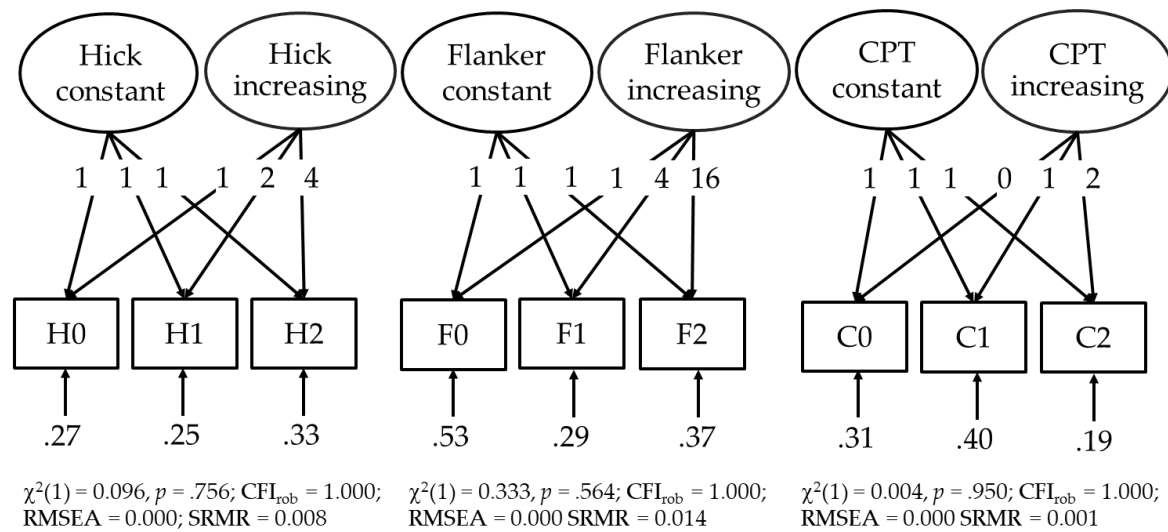 Hick
constant
Hick
increasing
Flanker
constant
Flanker
increasing
CPT
constant
CPT
increasing
1 1 1 1 2 4
1 1 1 1 4 16
1 1 1 0 1 2
H0 H1 H2
F0 F1 F2
C0 C1 C2
.27 .25 .33
.53 .29 .37
.31 .40 .19
χ²(1) = 0.096, p = .756; CFIrob = 1.000;
RMSEA = 0.000; SRMR = 0.008
χ²(1) = 0.333, p = .564; CFIrob = 1.000;
RMSEA = 0.000 SRMR = 0.014
χ²(1) = 0.004, p = .950; CFIrob = 1.000;
RMSEA = 0.000 SRMR = 0.001